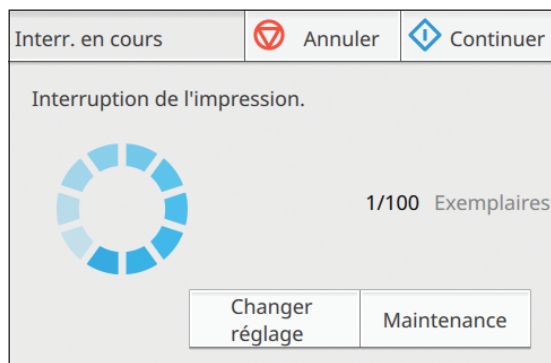 Interr. en cours
Annuler
Continuer
Interruption de l'impression.
1/100 Exemplaires
Changer
réglage
Maintenance